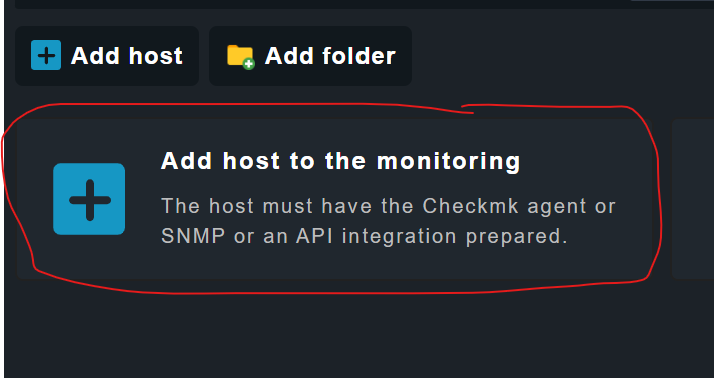 Add host
Add folder
Add host to the monitoring
The host must have the Checkmk agent or
SNMP or an API integration prepared.